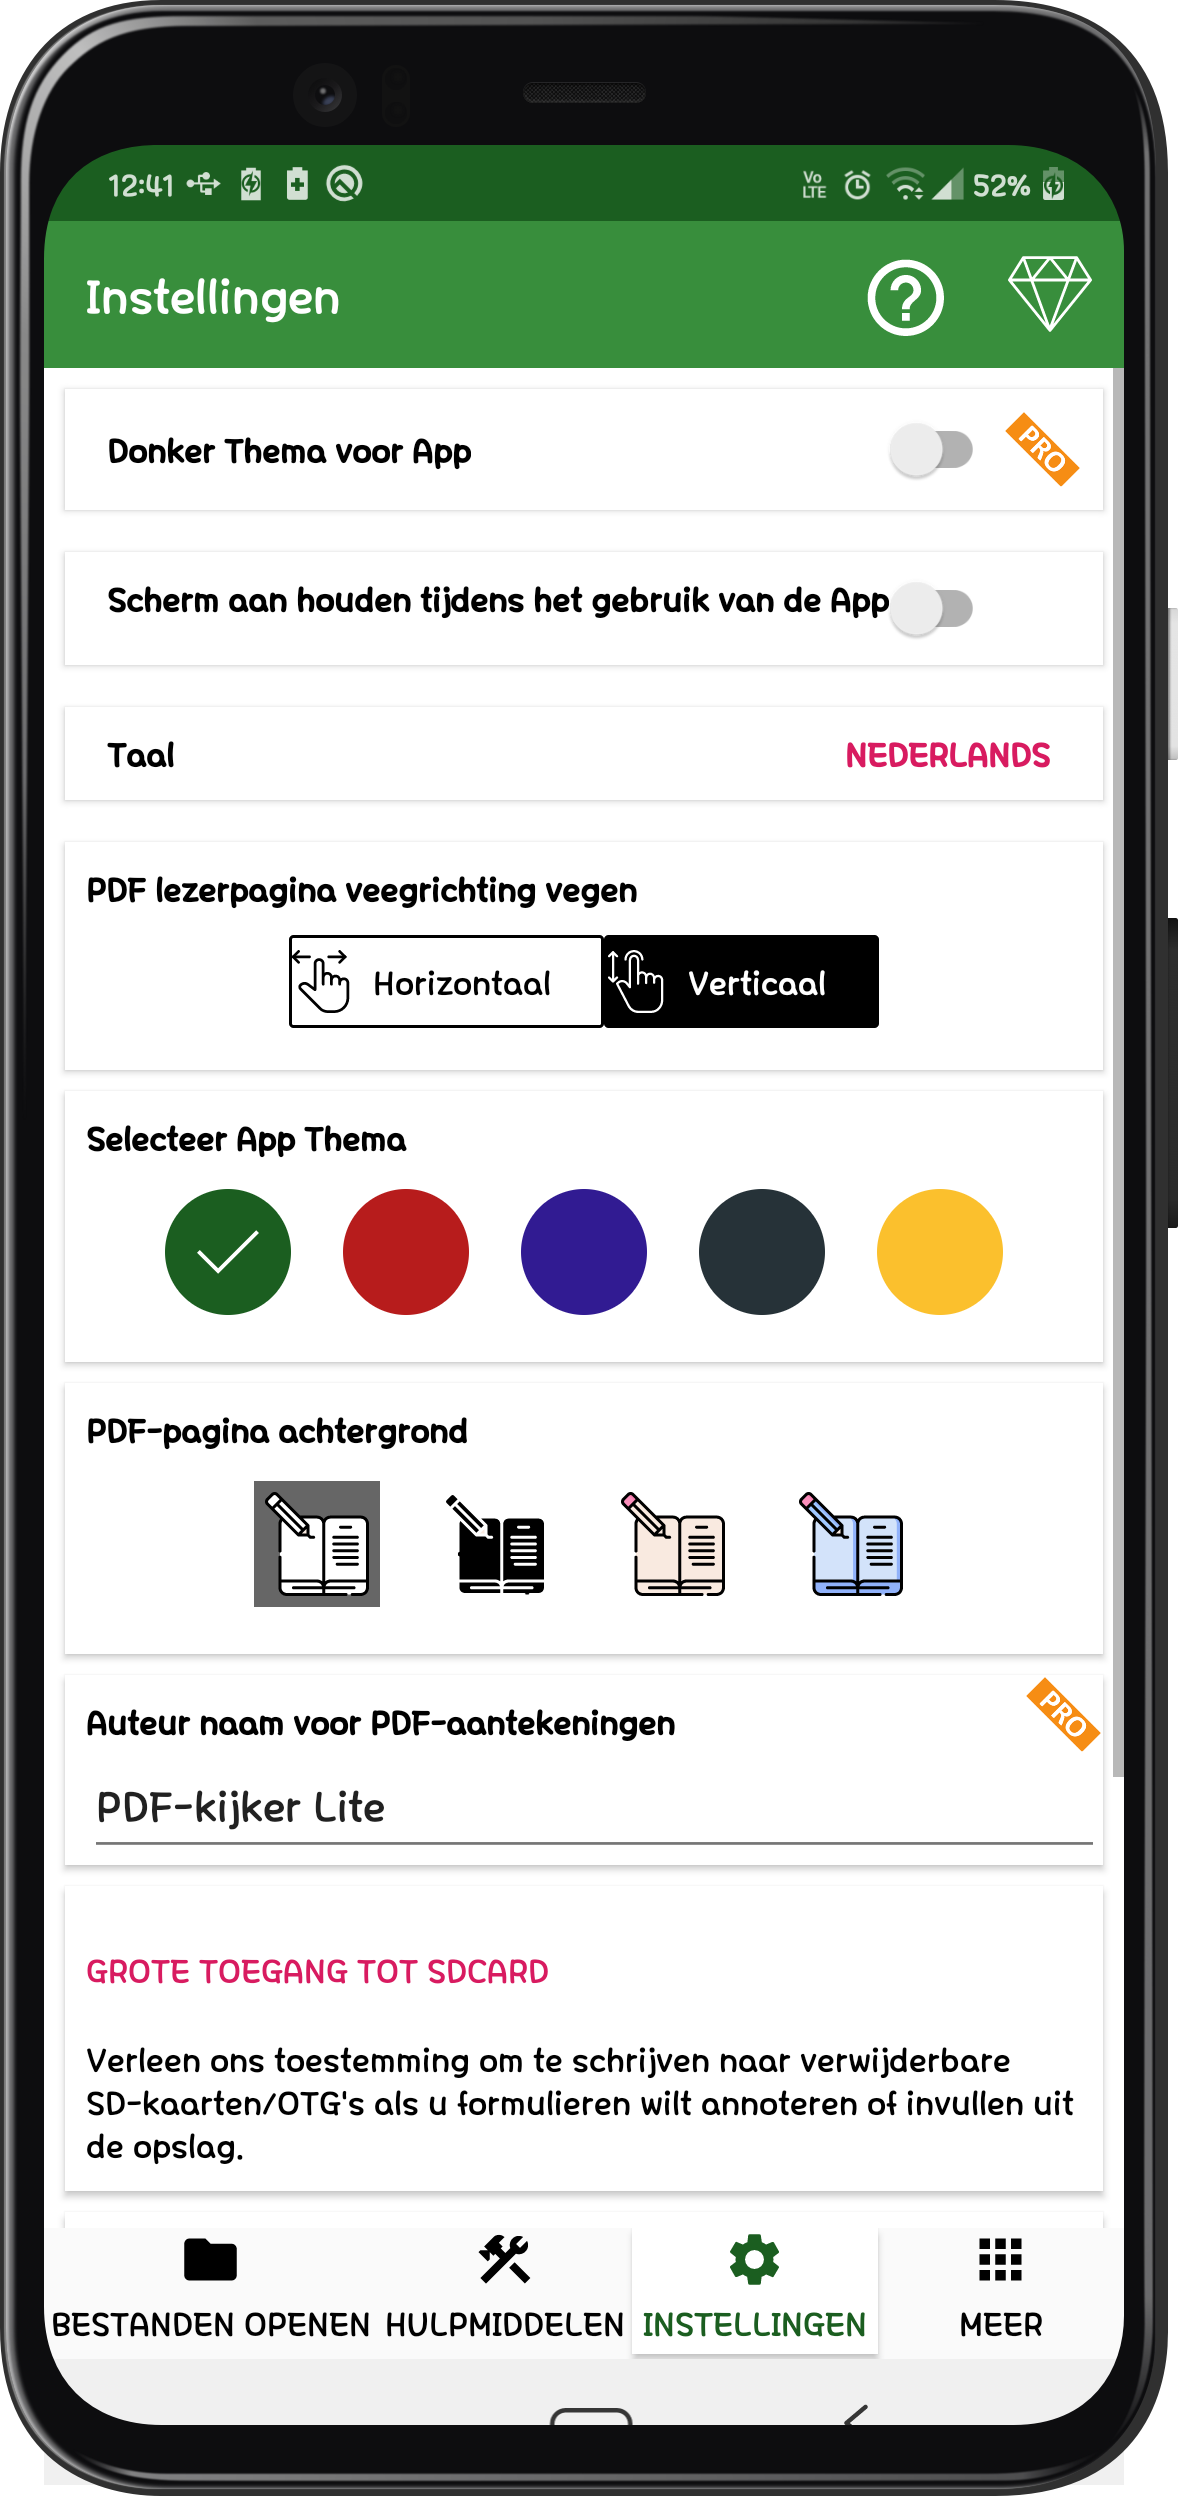 12:41
Vo
LTE
52%
Instellingen
?
Donker Thema voor App
PRO
Scherm aan houden tijdens het gebruik van de App
Taal
NEDERLANDS
PDF lezerpagina veegrichting vegen
Horizontaal
Verticaal
Selecteer App Thema
PDF-pagina achtergrond
PRO
Auteur naam voor PDF-aantekeningen
PDF-kijker Lite
GROTE TOEGANG TOT SDCARD
Verleen ons toestemming om te schrijven naar verwijderbare
SD-kaarten/OTG's als u formulieren wilt annoteren of invullen uit
de opslag.
BESTANDEN OPENEN
HULPMIDDELEN
INSTELLINGEN
MEER